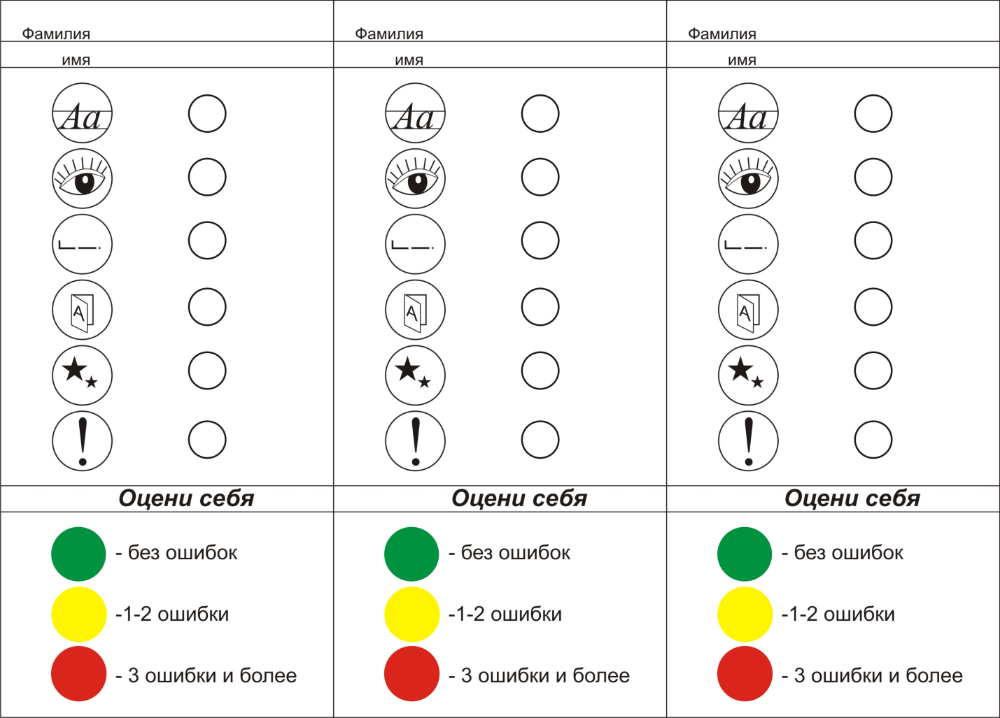 Фамилия
имя
Aa
A
!
Оцени себя
- без ошибок
-1-2 ошибки
- 3 ошибки и более
Фамилия
имя
Aa
A
!
Оцени себя
- без ошибок
-1-2 ошибки
- 3 ошибки и более
Фамилия
имя
Aa
A
!
Оцени себя
- без ошибок
-1-2 ошибки
- 3 ошибки и более